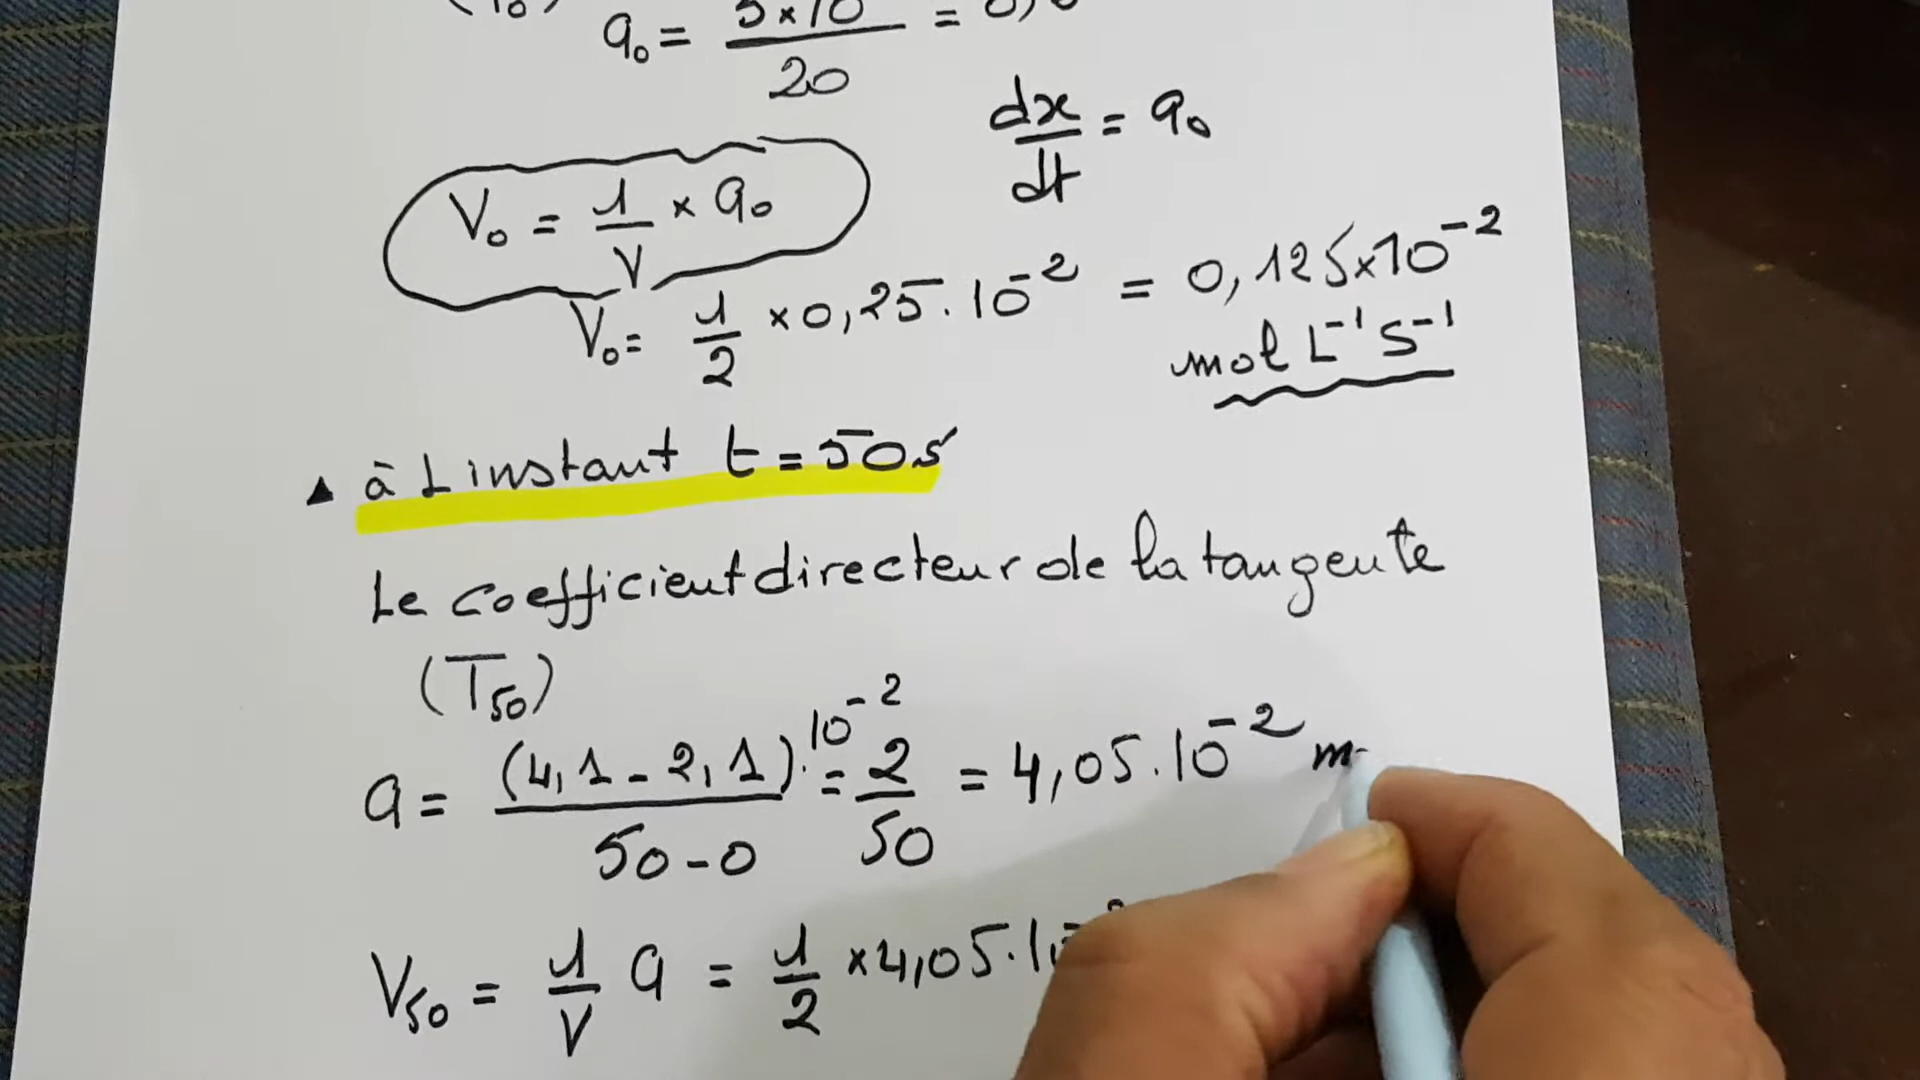 a₀ = 5×10 / 20 =
dx/dt = a₀
V₀ = 1/V × a₀
V₀ = 1/2 × 0,25.10⁻² = 0,125×10⁻²
mol L⁻¹ S⁻¹
▲ à L'instant t = 50s
Le coefficient directeur de la tangente
(T₅₀)
a = (4,1 - 2,1).10⁻² / 50-0 = 2/50 = 4,05.10⁻² m
V₅₀ = 1/V a = 1/2 ×4,05.1